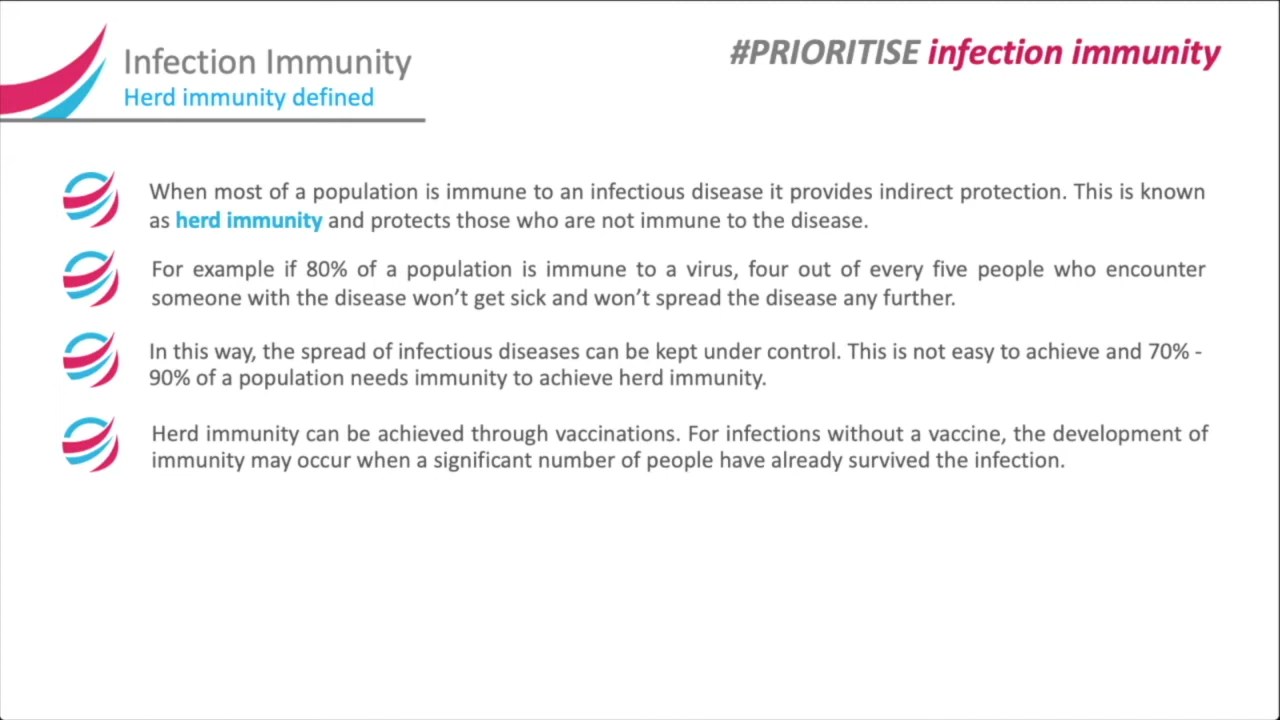 Infection Immunity
Herd immunity defined
#PRIORITISE infection immunity
When most of a population is immune to an infectious disease it provides indirect protection. This is known
as herd immunity and protects those who are not immune to the disease.
For example if 80% of a population is immune to a virus, four out of every five people who encounter
someone with the disease won’t get sick and won’t spread the disease any further.
In this way, the spread of infectious diseases can be kept under control. This is not easy to achieve and 70% -
90% of a population needs immunity to achieve herd immunity.
Herd immunity can be achieved through vaccinations. For infections without a vaccine, the development of
immunity may occur when a significant number of people have already survived the infection.